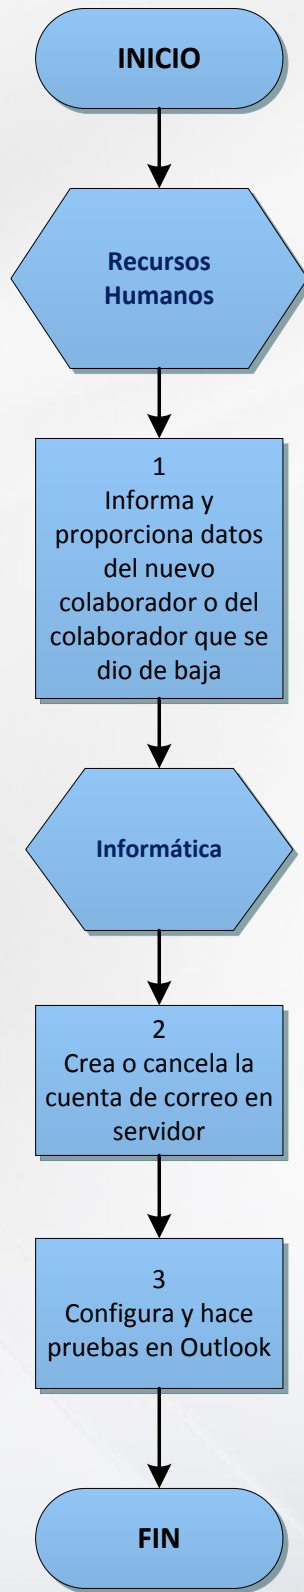 INICIO
Recursos
Humanos
1
Informa y
proporciona datos
del nuevo
colaborador o del
colaborador que se
dio de baja
Informática
2
Crea o cancela la
cuenta de correo en
servidor
3
Configura y hace
pruebas en Outlook
FIN